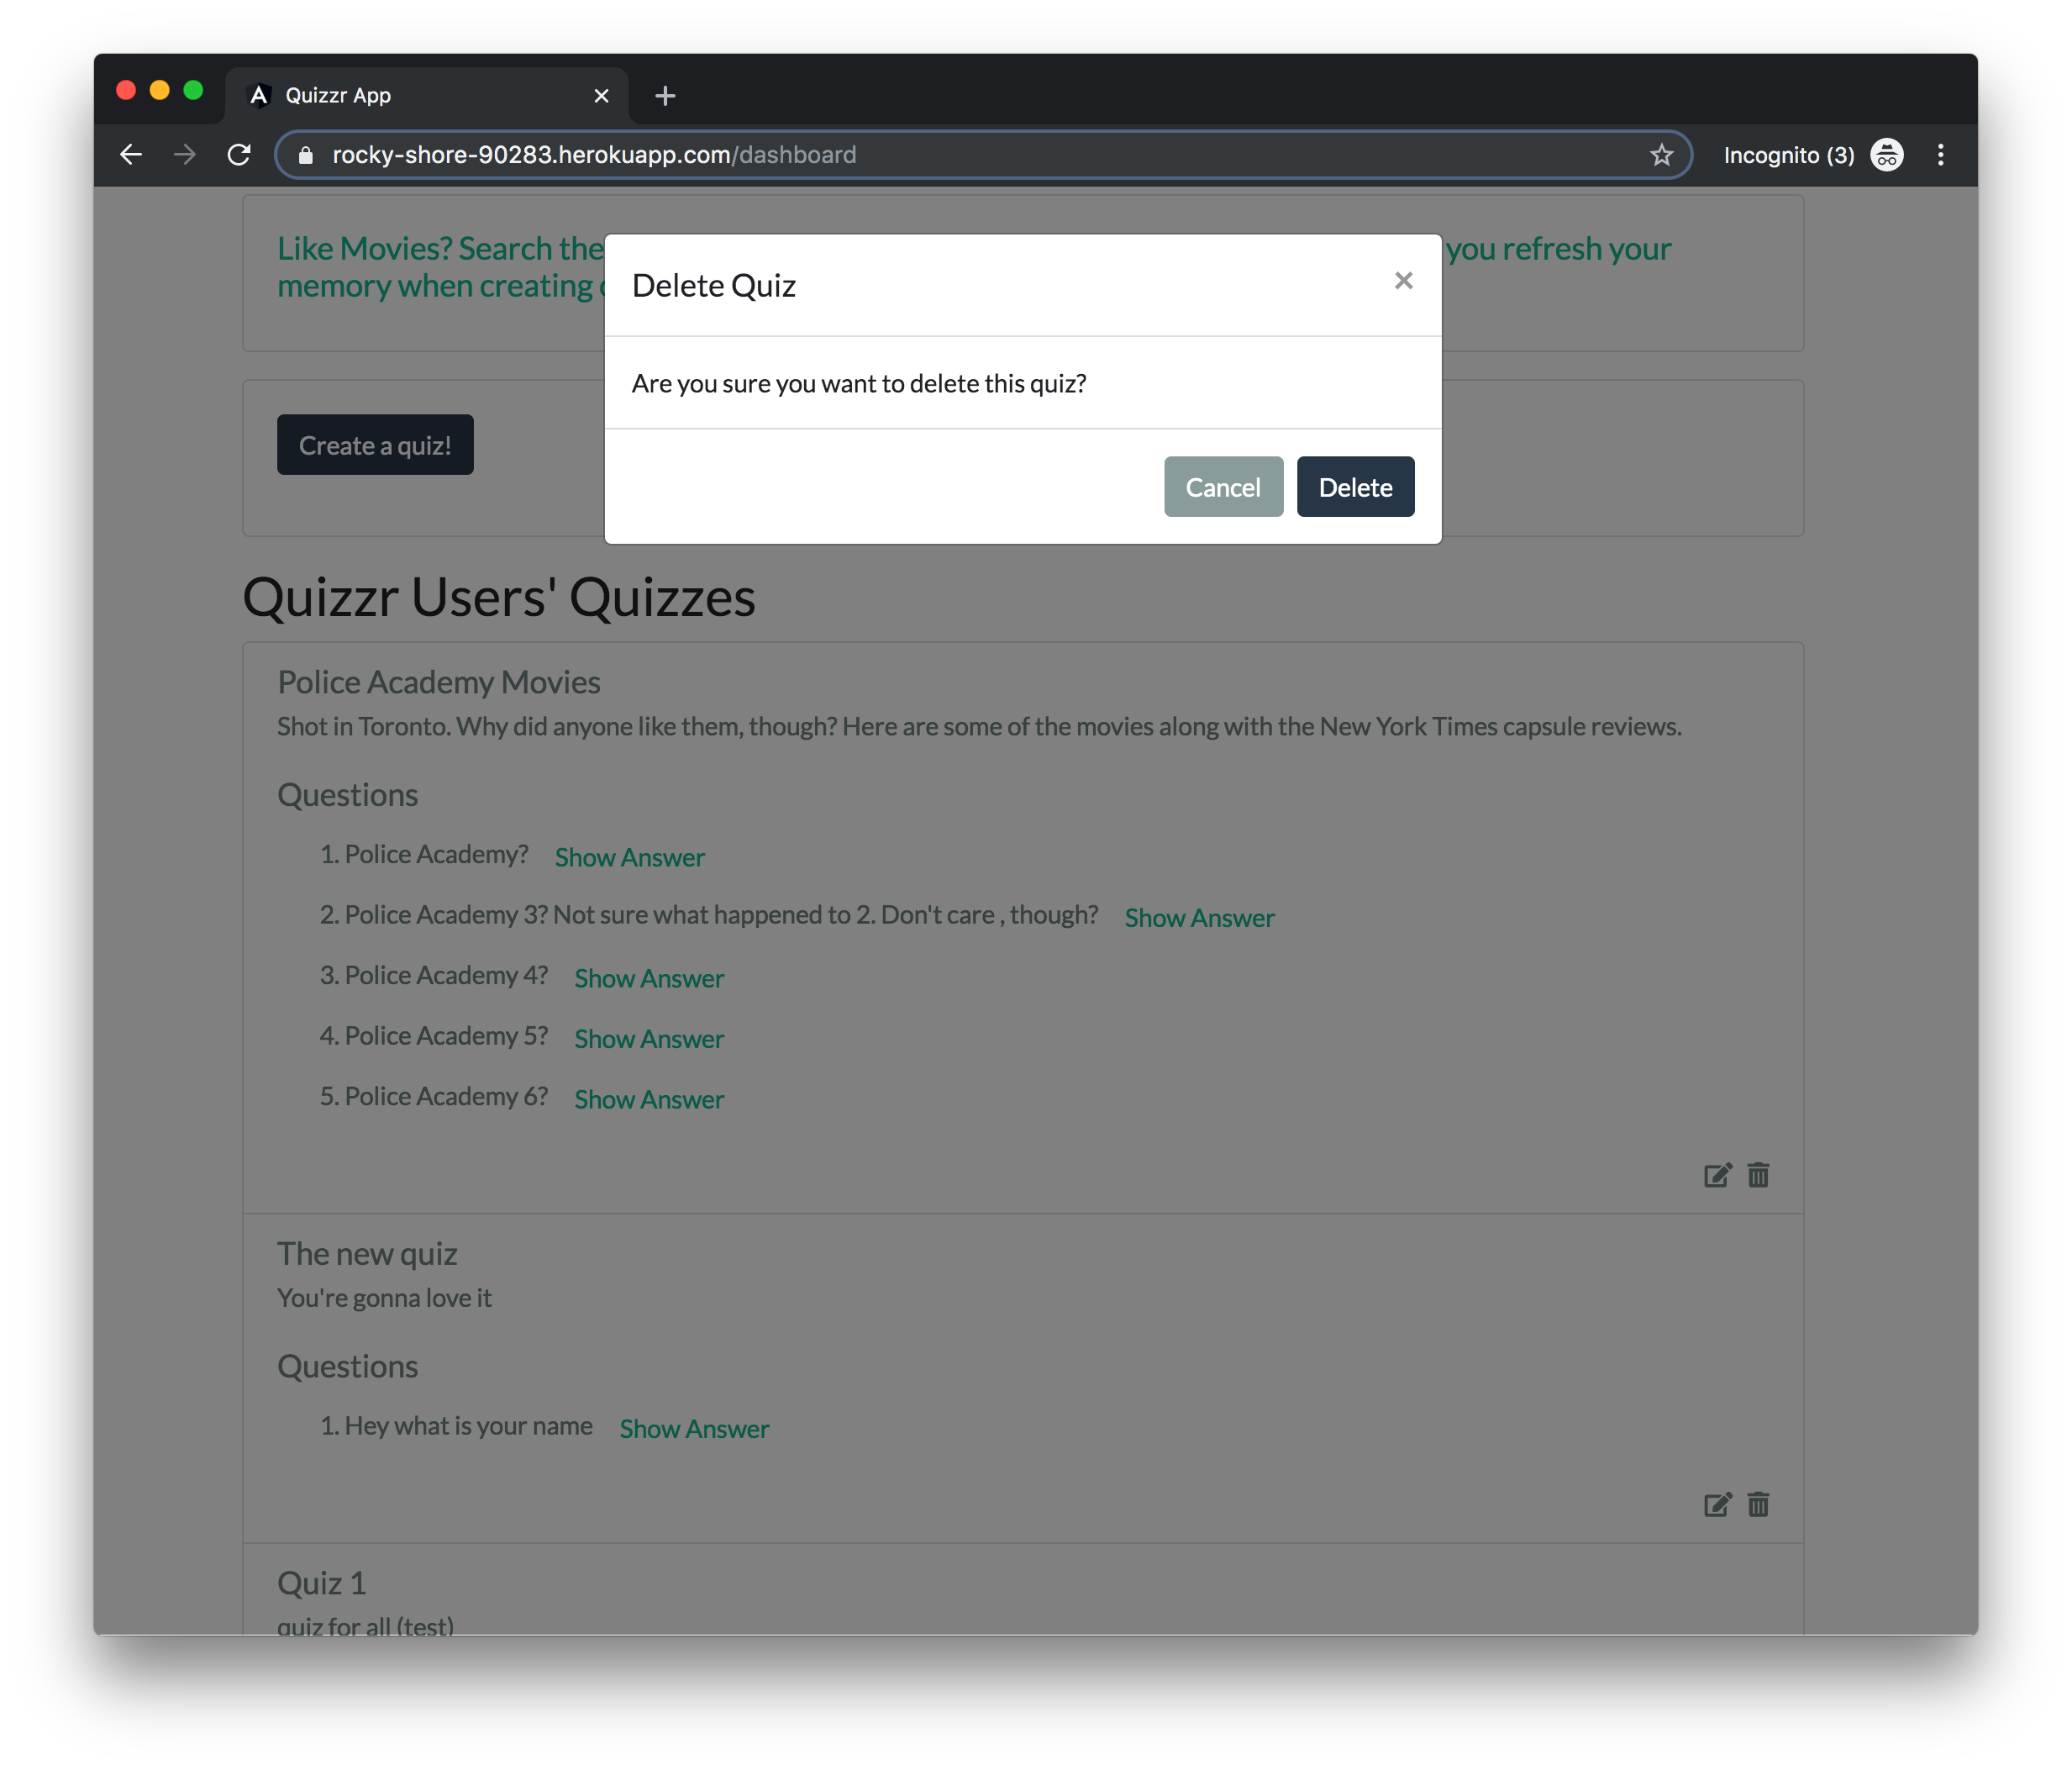 Quizzr App
rocky-shore-90283.herokuapp.com/dashboard
Incognito (3)
Like Movies? Search the you refresh your
memory when creating
Delete Quiz
Are you sure you want to delete this quiz?
Cancel Delete
Create a quiz!
Quizzr Users' Quizzes
Police Academy Movies
Shot in Toronto. Why did anyone like them, though? Here are some of the movies along with the New York Times capsule reviews.
Questions
1. Police Academy? Show Answer
2. Police Academy 3? Not sure what happened to 2. Don't care , though? Show Answer
3. Police Academy 4? Show Answer
4. Police Academy 5? Show Answer
5. Police Academy 6? Show Answer
The new quiz
You're gonna love it
Questions
1. Hey what is your name Show Answer
Quiz 1
quiz for all (test)